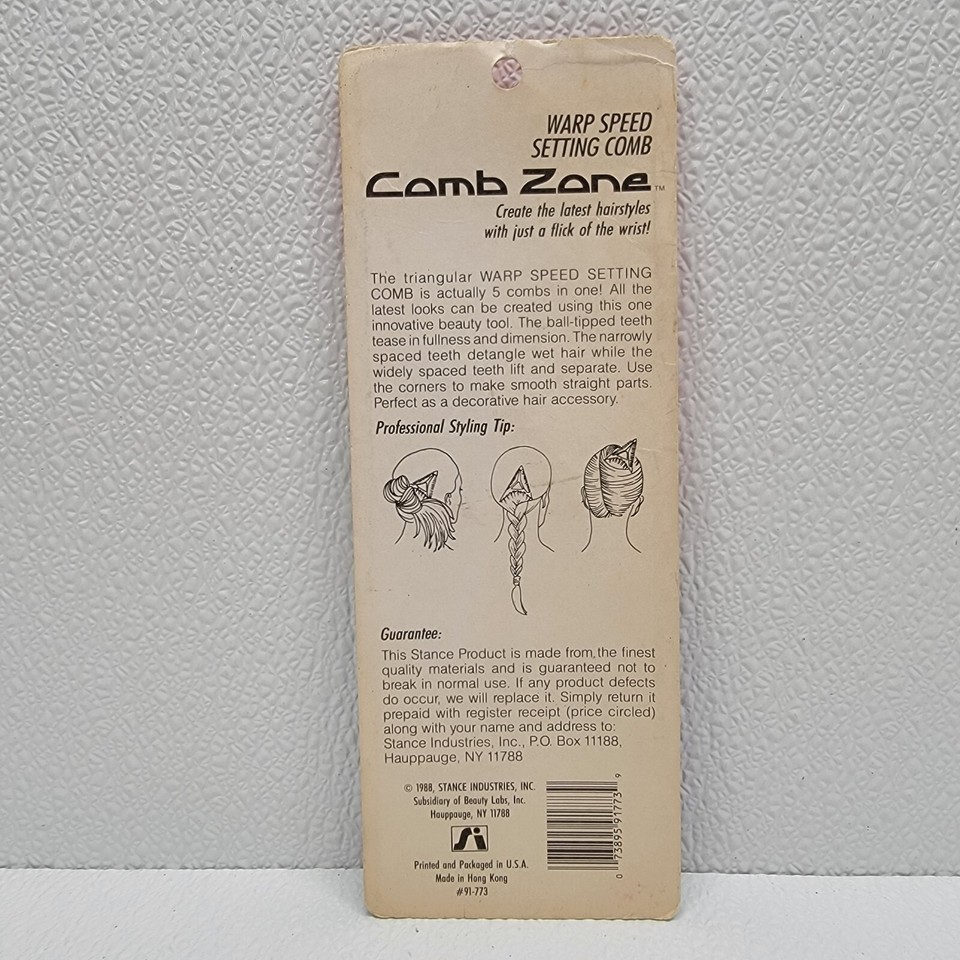 WARP SPEED
SETTING COMB
Comb Zone™
Create the latest hairstyles
with just a flick of the wrist!
The triangular WARP SPEED SETTING
COMB is actually 5 combs in one! All the
latest looks can be created using this one
innovative beauty tool. The ball-tipped teeth
tease in fullness and dimension. The narrowly
spaced teeth detangle wet hair while the
widely spaced teeth lift and separate. Use
the corners to make smooth straight parts.
Perfect as a decorative hair accessory.
Professional Styling Tip:
Guarantee:
This Stance Product is made from the finest
quality materials and is guaranteed not to
break in normal use. If any product defects
do occur, we will replace it. Simply return it
prepaid with register receipt (price circled)
along with your name and address to:
Stance Industries, Inc., P.O. Box 11188,
Hauppauge, NY 11788
© 1988, STANCE INDUSTRIES, INC.
Subsidiary of Beauty Labs, Inc.
Hauppauge, NY 11788
Si
Printed and Packaged in U.S.A.
Made in Hong Kong
#91-773
0 73895 91773 9